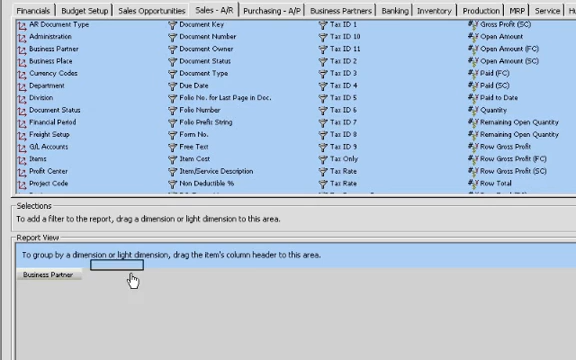 Financials Budget Setup Sales Opportunities Sales - A/R Purchasing - A/P Business Partners Banking Inventory Production MRP Service
AR Document Type Document Key Tax ID 1 Gross Profit (SC)
Administration Document Number Tax ID 10 Open Amount
Business Partner Document Owner Tax ID 11 Open Amount (FC)
Business Place Document Status Tax ID 2 Open Amount (SC)
Currency Codes Document Type Tax ID 3 Paid (FC)
Department Due Date Tax ID 4 Paid (SC)
Division Folio No. for Last Page in Doc. Tax ID 5 Paid to Date
Document Status Folio Number Tax ID 6 Quantity
Financial Period Folio Prefix String Tax ID 7 Remaining Open Quantity
Freight Setup Form No. Tax ID 8 Remaining Open Quantity
G/L Accounts Free Text Tax ID 9 Row Gross Profit
Items Item Cost Tax Only Row Gross Profit (FC)
Profit Center Item/Service Description Tax Rate Row Gross Profit (SC)
Project Code Non Deductible % Tax Rate Row Total
Selections
To add a filter to the report, drag a dimension or light dimension to this area.
Report View
To group by a dimension or light dimension, drag the item's column header to this area.
Business Partner